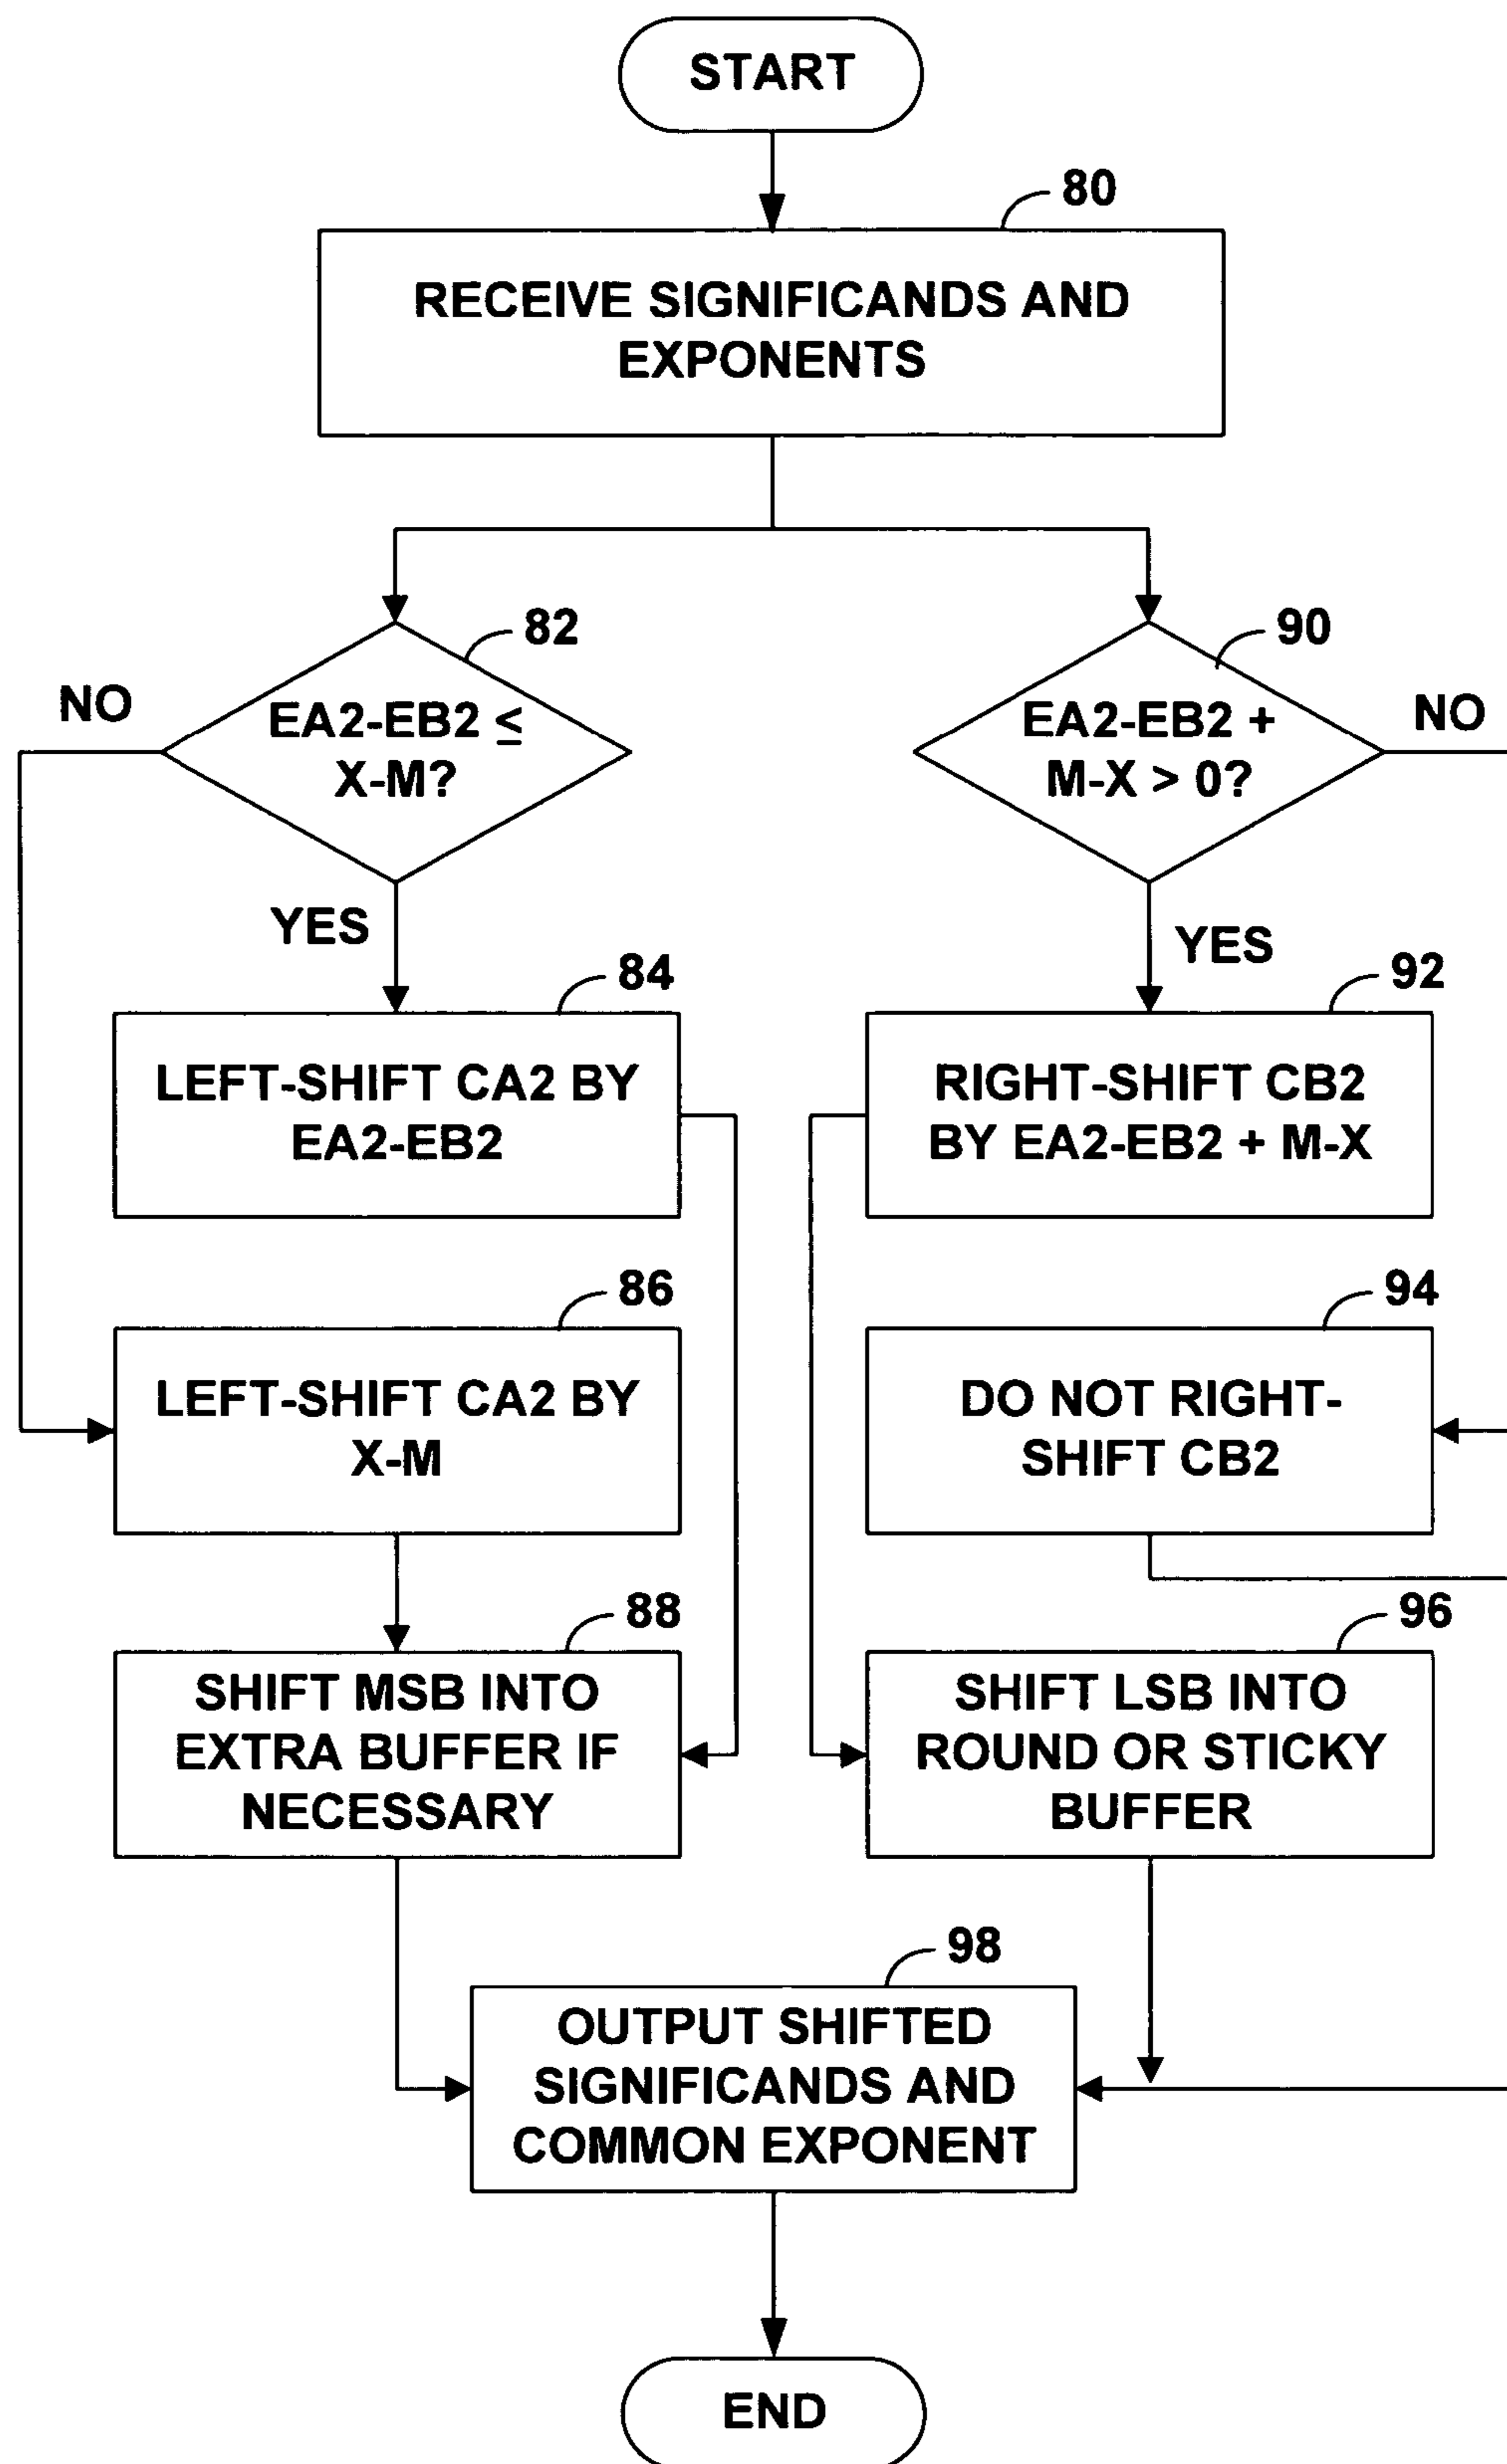 START
80
RECEIVE SIGNIFICANDS AND
EXPONENTS
82
NO
EA2-EB2 ≤
X-M?
YES
90
NO
EA2-EB2 +
M-X > 0?
YES
84
LEFT-SHIFT CA2 BY
EA2-EB2
92
RIGHT-SHIFT CB2
BY EA2-EB2 + M-X
86
LEFT-SHIFT CA2 BY
X-M
94
DO NOT RIGHT-
SHIFT CB2
88
SHIFT MSB INTO
EXTRA BUFFER IF
NECESSARY
96
SHIFT LSB INTO
ROUND OR STICKY
BUFFER
98
OUTPUT SHIFTED
SIGNIFICANDS AND
COMMON EXPONENT
END